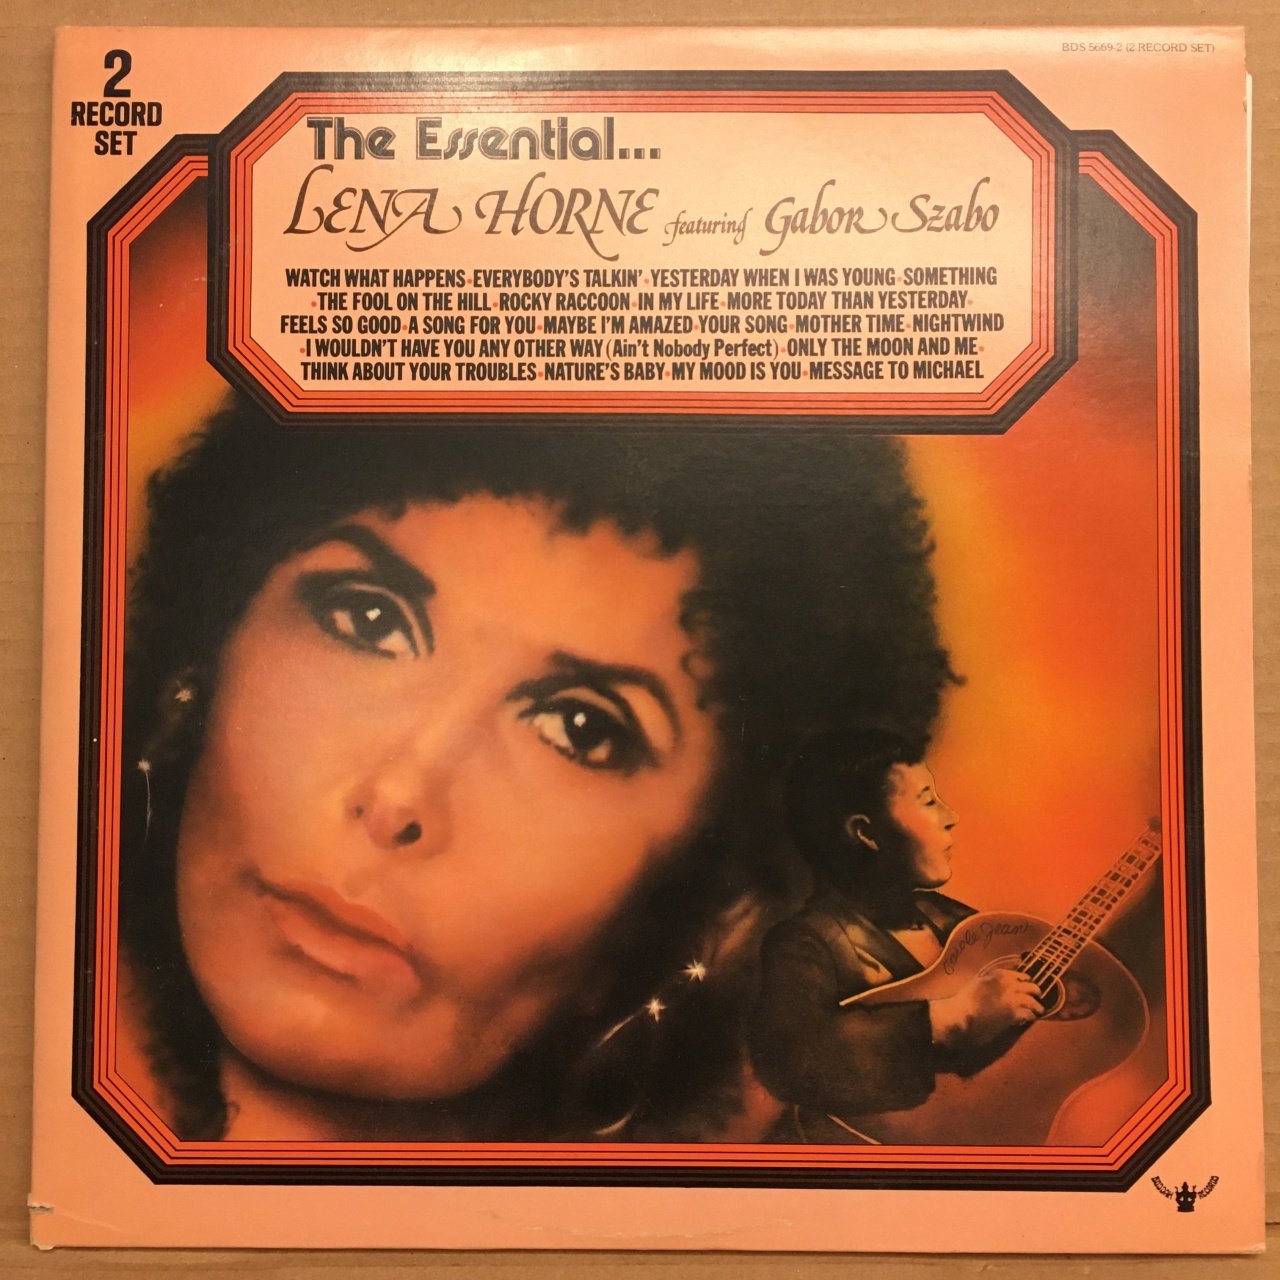 BDS 5669-2 (2 RECORD SET)
2
RECORD
SET
The Essential...
LENA HORNE featuring Gabor Szabo
WATCH WHAT HAPPENS•EVERYBODY'S TALKIN'•YESTERDAY WHEN I WAS YOUNG•SOMETHING
•THE FOOL ON THE HILL•ROCKY RACCOON•IN MY LIFE•MORE TODAY THAN YESTERDAY•
FEELS SO GOOD•A SONG FOR YOU•MAYBE I'M AMAZED•YOUR SONG•MOTHER TIME•NIGHTWIND
•I WOULDN'T HAVE YOU ANY OTHER WAY (Ain't Nobody Perfect)•ONLY THE MOON AND ME•
THINK ABOUT YOUR TROUBLES•NATURE'S BABY•MY MOOD IS YOU•MESSAGE TO MICHAEL
Carole Jean
BUDDAH RECORDS